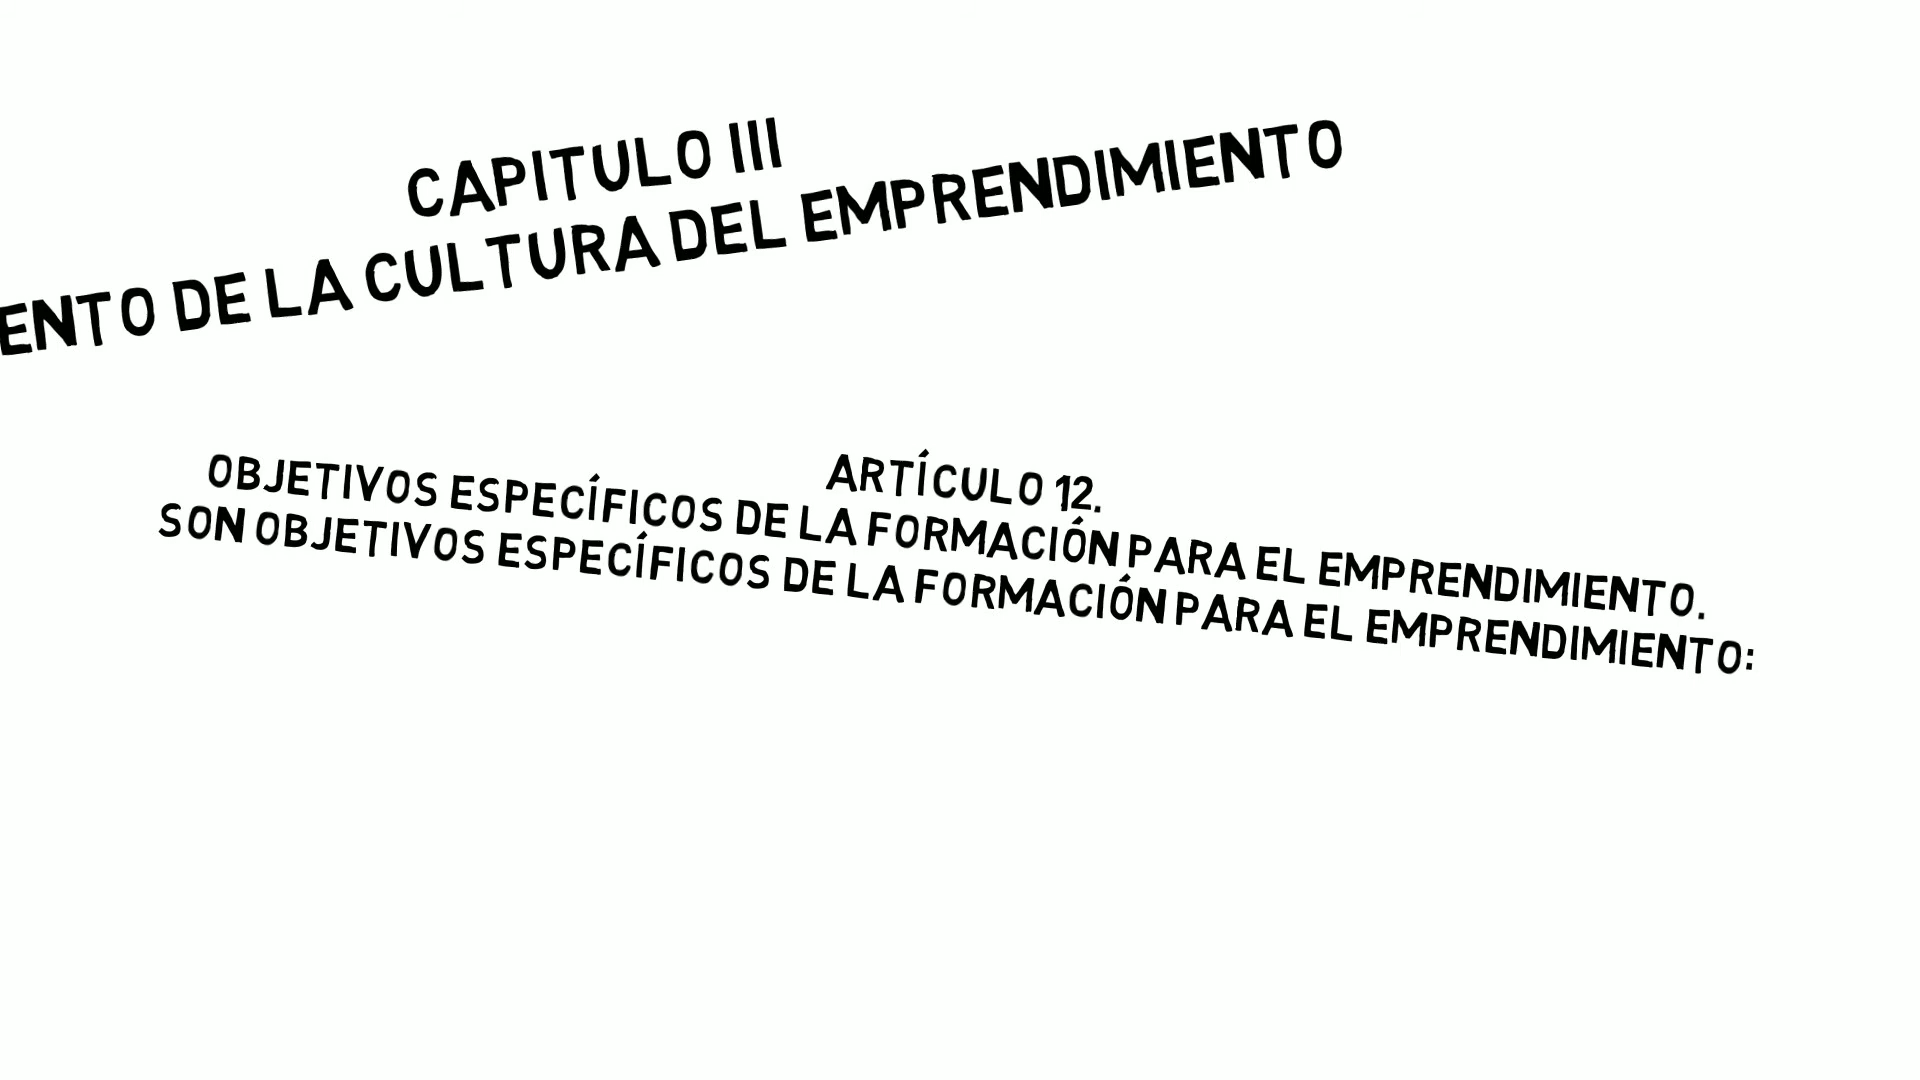 CAPITULO III
ENTO DE LA CULTURA DEL EMPRENDIMIENTO
ARTÍCULO 12.
OBJETIVOS ESPECÍFICOS DE LA FORMACIÓN PARA EL EMPRENDIMIENTO.
SON OBJETIVOS ESPECÍFICOS DE LA FORMACIÓN PARA EL EMPRENDIMIENTO: